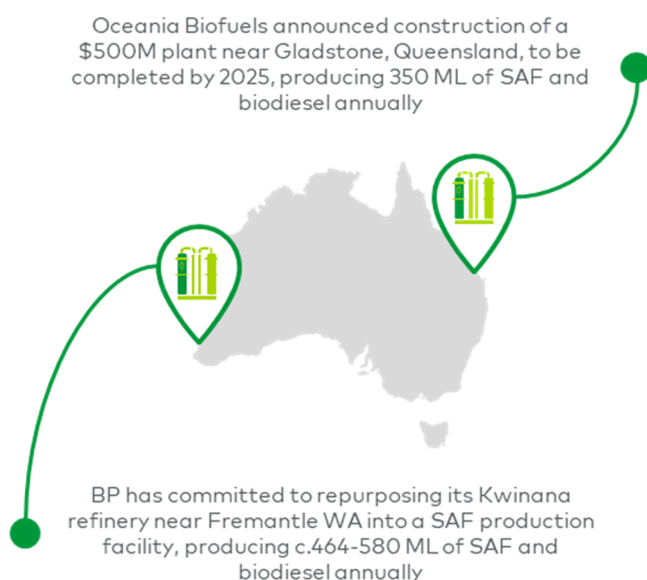 Oceania Biofuels announced construction of a
$500M plant near Gladstone, Queensland, to be
completed by 2025, producing 350 ML of SAF and
biodiesel annually
BP has committed to repurposing its Kwinana
refinery near Fremantle WA into a SAF production
facility, producing c.464-580 ML of SAF and
biodiesel annually